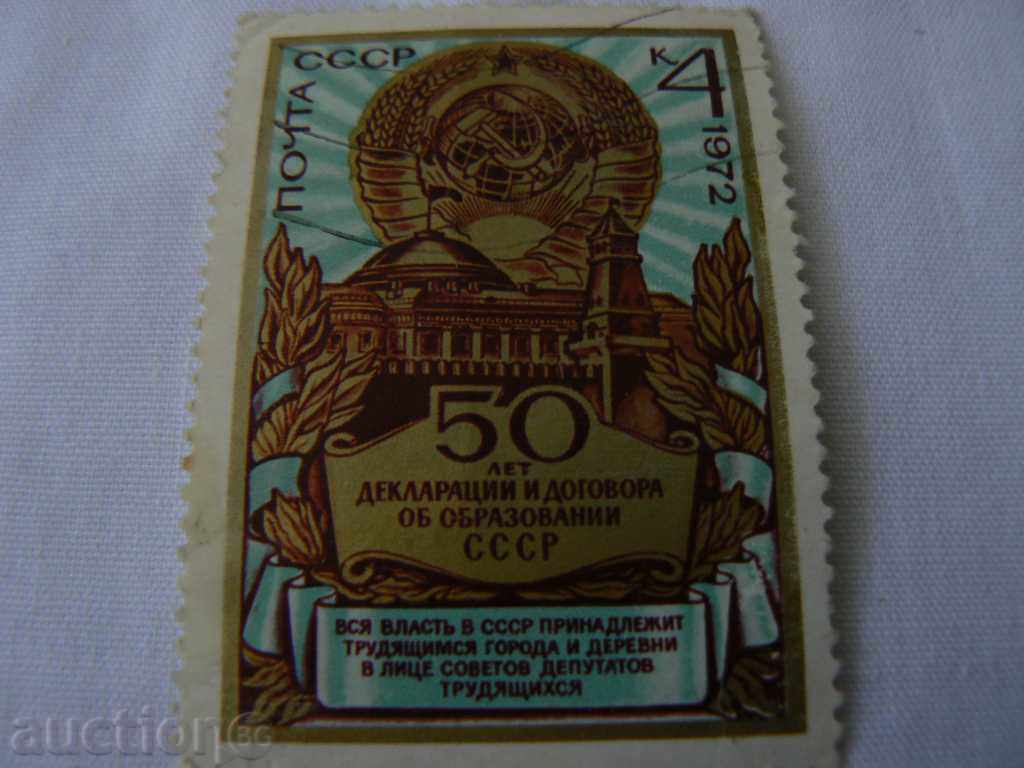 ПОЧТА СССР
К 4
1972
50
ЛЕТ
ДЕКЛАРАЦИИ И ДОГОВОРА
ОБ ОБРАЗОВАНИИ
СССР
ВСЯ ВЛАСТЬ В СССР ПРИНАДЛЕЖИТ
ТРУДЯЩИМСЯ ГОРОДА И ДЕРЕВНИ
В ЛИЦЕ СОВЕТОВ ДЕПУТАТОВ
ТРУДЯЩИХСЯ
auction BG